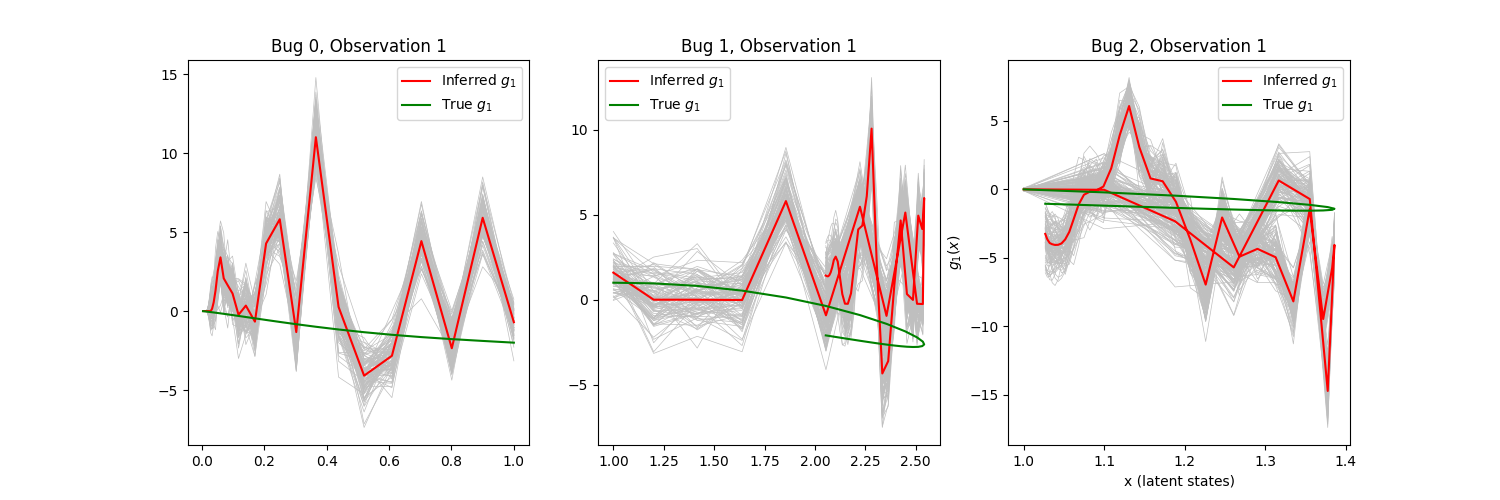 Bug 0, Observation 1
Inferred g₁
True g₁
15
10
5
0
−5
0.0 0.2 0.4 0.6 0.8 1.0
Bug 1, Observation 1
Inferred g₁
True g₁
10
5
0
−5
1.00 1.25 1.50 1.75 2.00 2.25 2.50
Bug 2, Observation 1
Inferred g₁
True g₁
g₁(x)
5
0
−5
−10
−15
1.0 1.1 1.2 1.3 1.4
x (latent states)